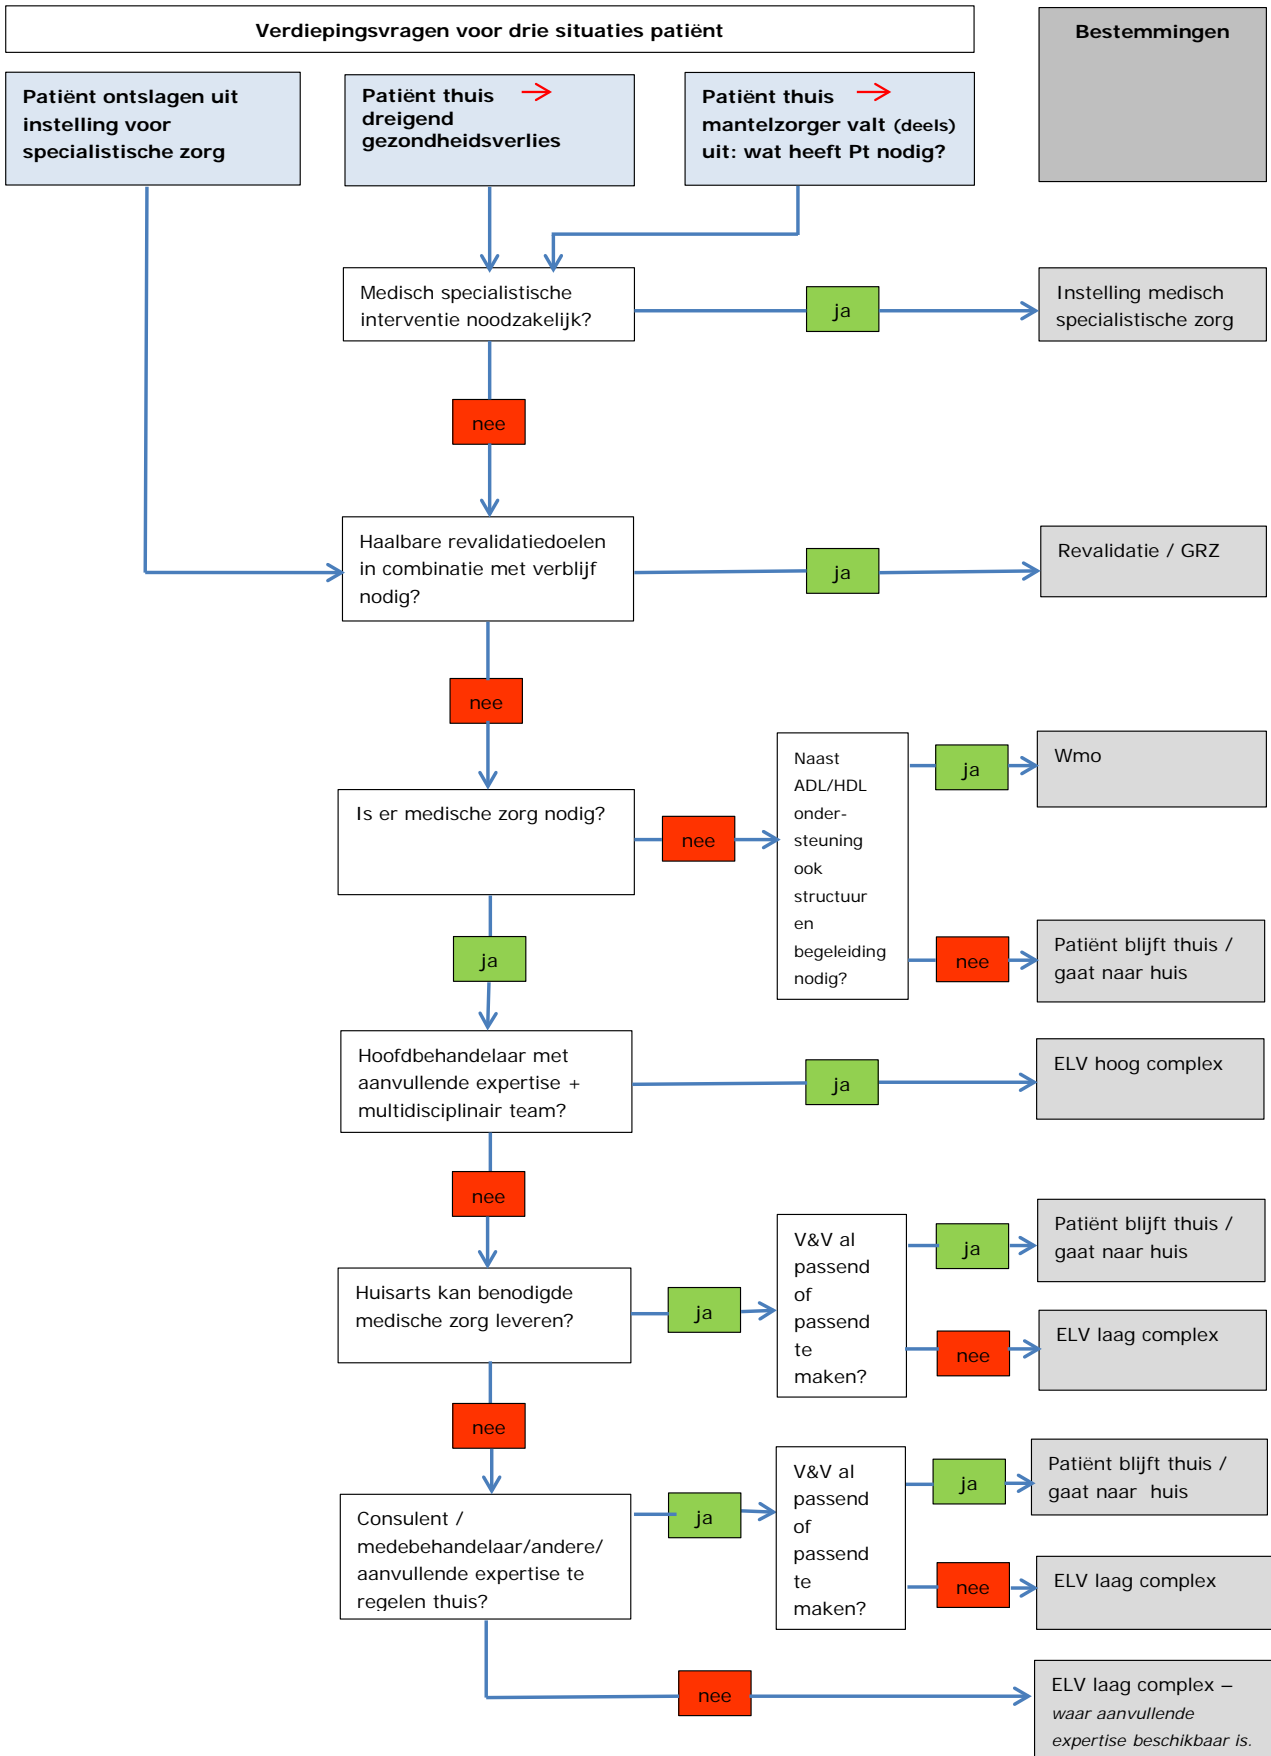 Verdiepingsvragen voor drie situaties patiënt
Bestemmingen
Patiënt ontslagen uit
instelling voor
specialistische zorg
Patiënt thuis →
dreigend
gezondheidsverlies
Patiënt thuis →
mantelzorger valt (deels)
uit: wat heeft Pt nodig?
Medisch specialistische
interventie noodzakelijk?
ja
Instelling medisch
specialistische zorg
nee
Haalbare revalidatiedoelen
in combinatie met verblijf
nodig?
ja
Revalidatie / GRZ
nee
Is er medische zorg nodig?
nee
Naast
ADL/HDL
onder-
steuning
ook
structuur
en
begeleiding
nodig?
ja
Wmo
nee
Patiënt blijft thuis /
gaat naar huis
ja
Hoofdbehandelaar met
aanvullende expertise +
multidisciplinair team?
ja
ELV hoog complex
nee
Huisarts kan benodigde
medische zorg leveren?
ja
V&V al
passend
of
passend
te
maken?
ja
Patiënt blijft thuis /
gaat naar huis
nee
ELV laag complex
nee
Consulent /
medebehandelaar/andere/
aanvullende expertise te
regelen thuis?
ja
V&V al
passend
of
passend
te
maken?
ja
Patiënt blijft thuis /
gaat naar huis
nee
ELV laag complex
nee
ELV laag complex –
waar aanvullende
expertise beschikbaar is.